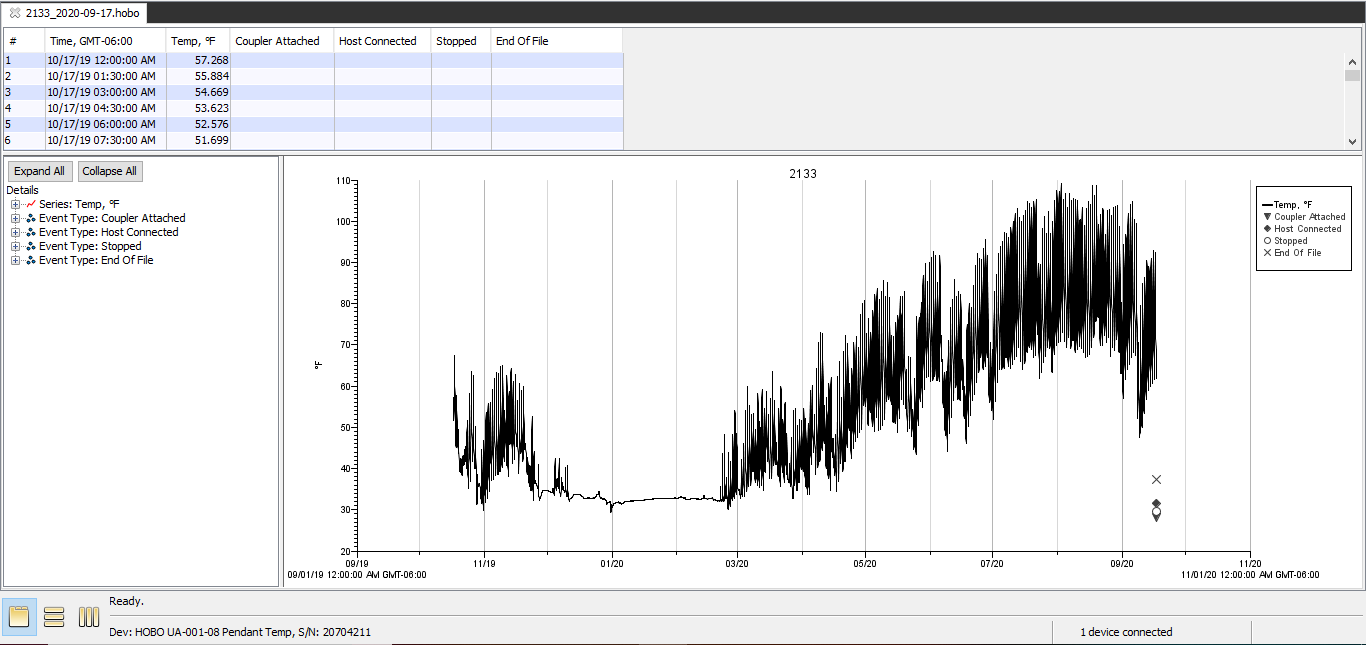 2133_2020-09-17.hobo
# Time, GMT-06:00 Temp, °F Coupler Attached Host Connected Stopped End Of File
1 10/17/19 12:00:00 AM 57.268
2 10/17/19 01:30:00 AM 55.884
3 10/17/19 03:00:00 AM 54.669
4 10/17/19 04:30:00 AM 53.623
5 10/17/19 06:00:00 AM 52.576
6 10/17/19 07:30:00 AM 51.699
Expand All Collapse All
Details
Series: Temp, °F
Event Type: Coupler Attached
Event Type: Host Connected
Event Type: Stopped
Event Type: End Of File
2133
110
100
90
80
70
60
50
40
30
20
°F
09/19 11/19 01/20 03/20 05/20 07/20 09/20 11/20
09/01/19 12:00:00 AM GMT-06:00 11/01/20 12:00:00 AM GMT-06:00
Temp, °F
Coupler Attached
Host Connected
Stopped
End Of File
Ready.
Dev: HOBO UA-001-08 Pendant Temp, S/N: 20704211 1 device connected